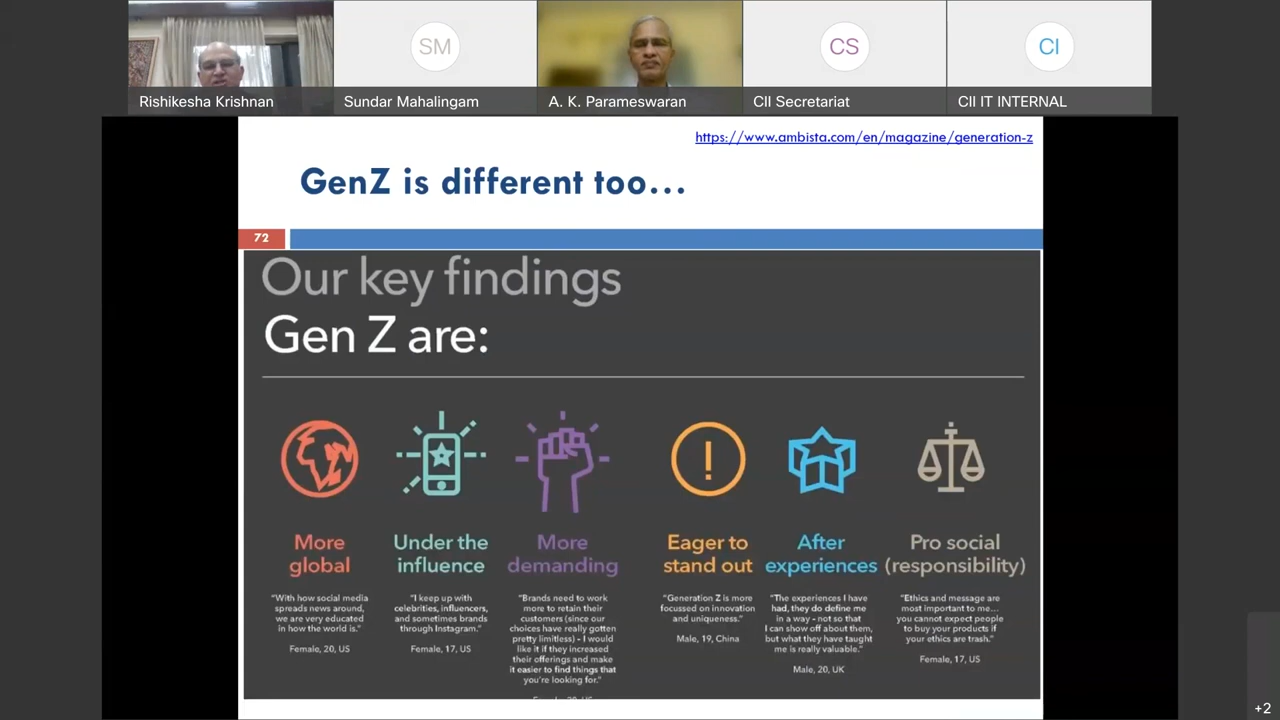 SM
CS
CI
Rishikesha Krishnan
Sundar Mahalingam
A. K. Parameswaran
CII Secretariat
CII IT INTERNAL
https://www.ambista.com/en/magazine/generation-z
GenZ is different too...
72
Our key findings
Gen Z are:
More
global
"With how social media
spreads news around,
we are very educated
in how the world is."
Female, 20, US
Under the
influence
"I keep up with
celebrities, influencers,
and sometimes brands
through Instagram."
Female, 17, US
More
demanding
"Brands need to work
more to retain their
customers (since our
choices have really gotten
pretty limitless) - I would
like it if they increased
their offerings and make
it easier to find things that
you're looking for."
Eager to
stand out
"Generation Z is more
focussed on innovation
and uniqueness."
Male, 19, China
After
experiences
"The experiences I have
had, they do define me
in a way - not so that
I can show off about them,
but what they have taught
me is really valuable."
Male, 20, UK
Pro social
(responsibility)
"Ethics and message are
most important to me...
you cannot expect people
to buy your products if
your ethics are trash."
Female, 17, US
+2